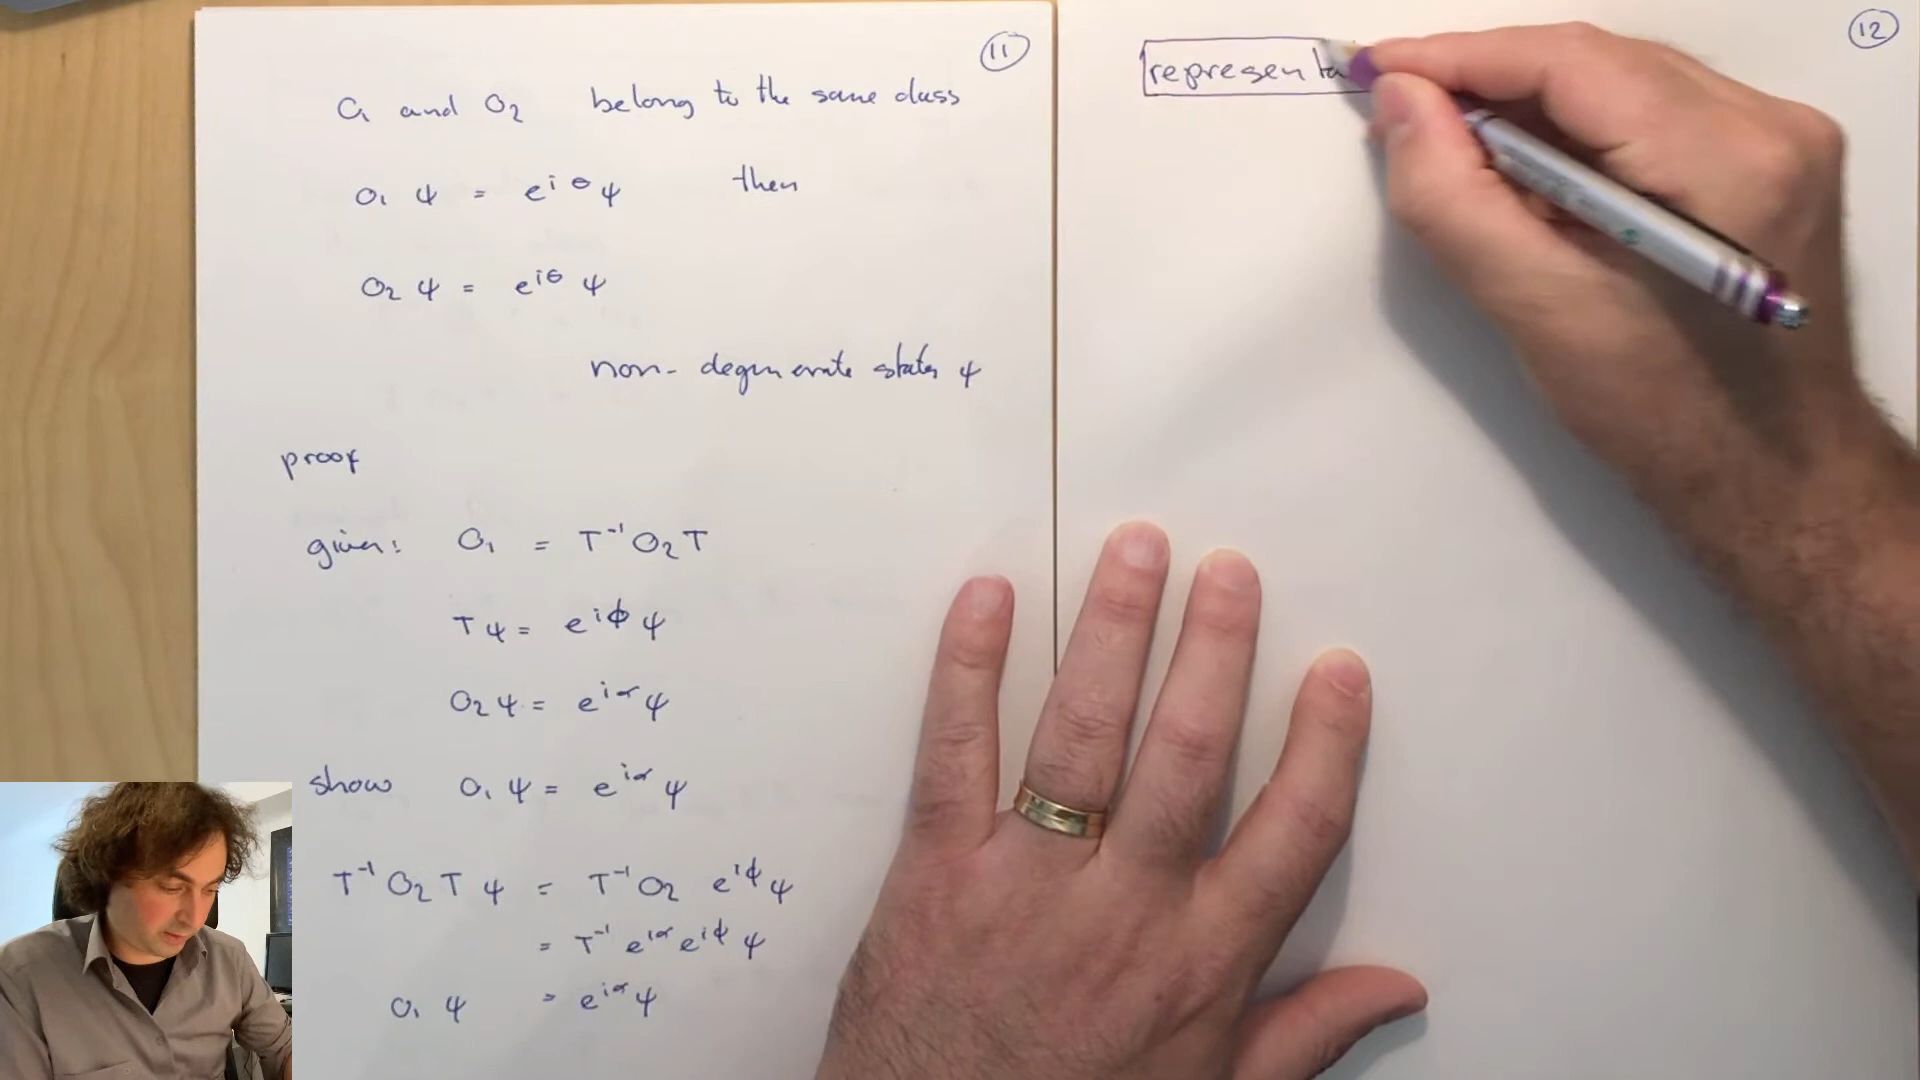 11
O₁ and O₂ belong to the same class
O₁ ψ = e^{iθ} ψ then
O₂ ψ = e^{iθ} ψ
non-degenerate states ψ
proof
given: O₁ = T⁻¹ O₂ T
T ψ = e^{iϕ} ψ
O₂ ψ = e^{iα} ψ
show O₁ ψ = e^{iα} ψ
T⁻¹ O₂ T ψ = T⁻¹ O₂ e^{iϕ} ψ
= T⁻¹ e^{iα} e^{iϕ} ψ
O₁ ψ = e^{iα} ψ
12
representa